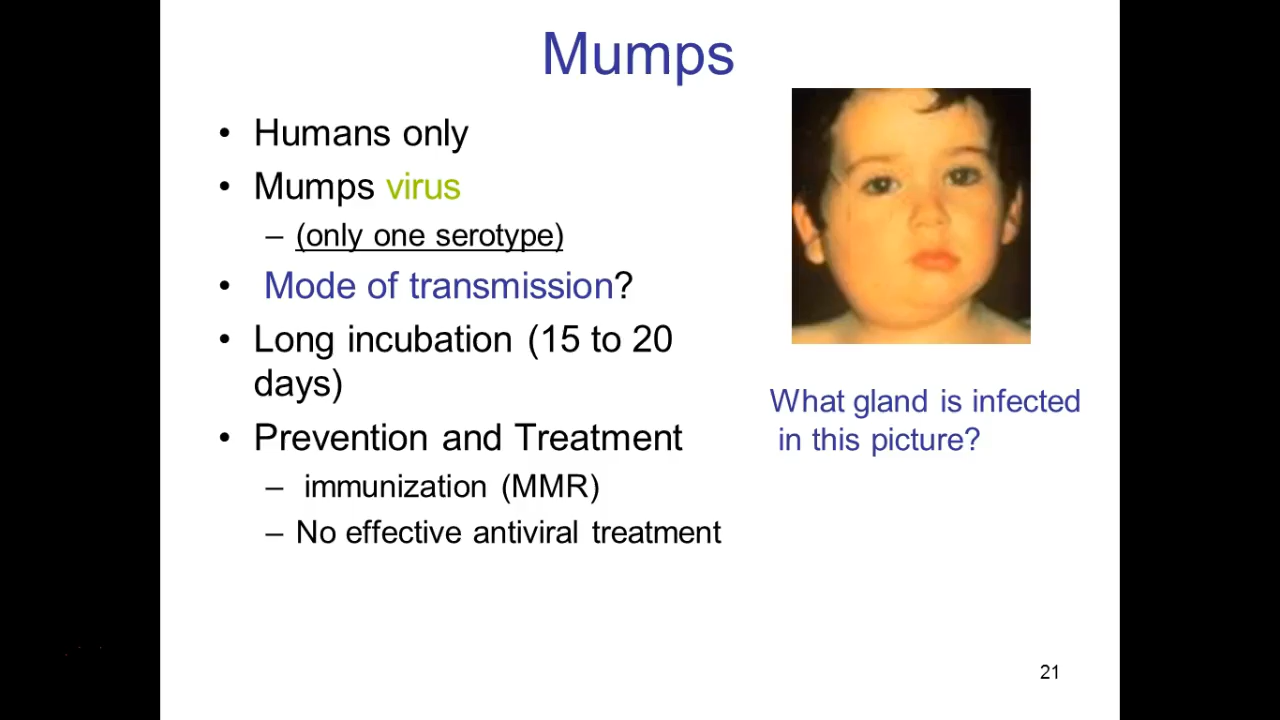 Mumps
• Humans only
• Mumps virus
– (only one serotype)
• Mode of transmission?
• Long incubation (15 to 20
days)
• Prevention and Treatment
– immunization (MMR)
– No effective antiviral treatment
What gland is infected
in this picture?
21